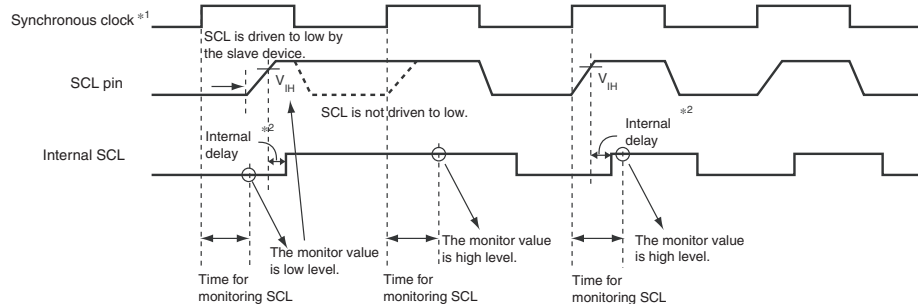 Synchronous clock *1
SCL is driven to low by
the slave device.
SCL pin
VIH
VIH
SCL is not driven to low.
*2
*2
Internal
delay
Internal
delay
Internal SCL
The monitor value
is low level.
The monitor value
is high level.
The monitor value
is high level.
Time for
monitoring SCL
Time for
monitoring SCL
Time for
monitoring SCL